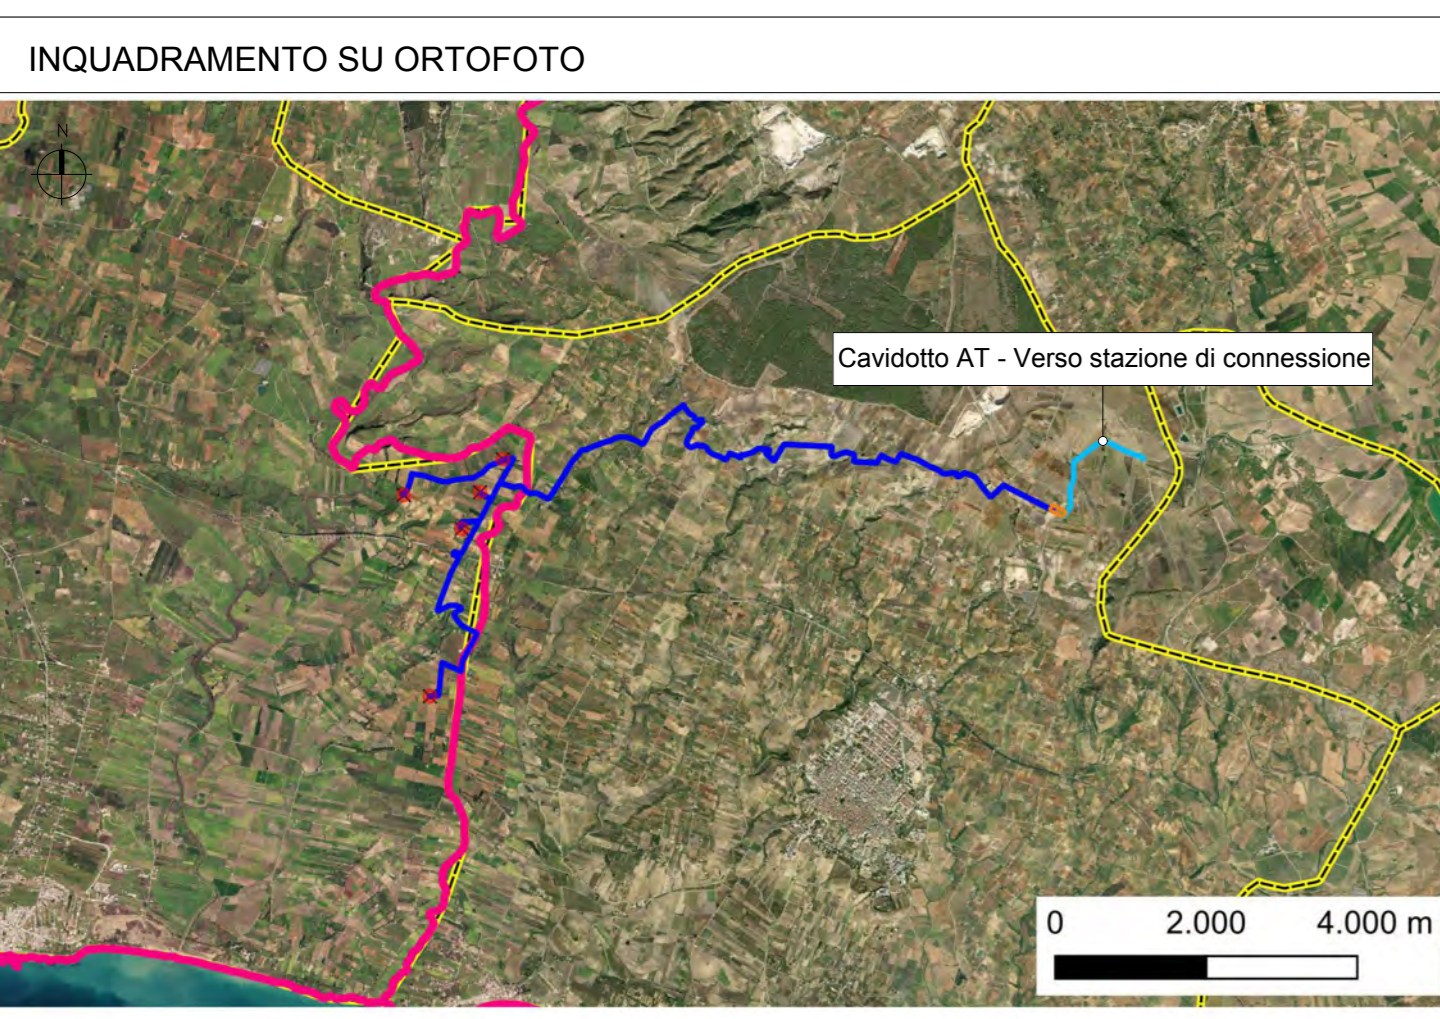 INQUADRAMENTO SU ORTOFOTO
N
Cavidotto AT - Verso stazione di connessione
0 2.000 4.000 m